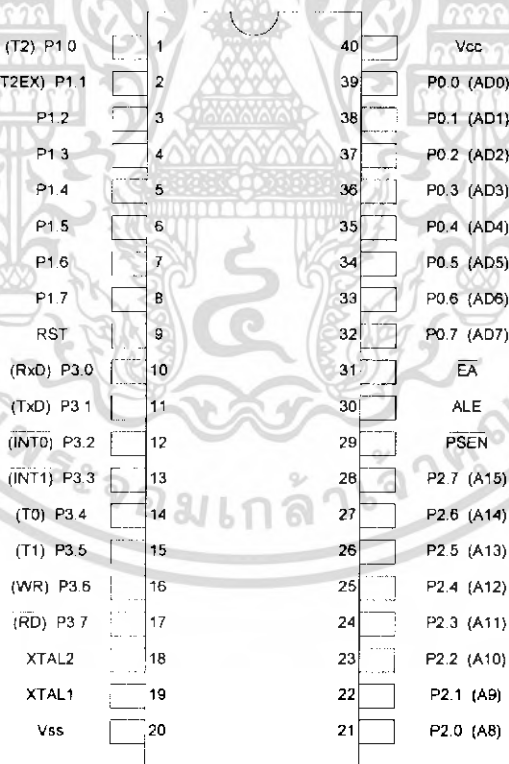 (T2) P1.0 1 40 Vcc
T2EX) P1.1 2 39 P0.0 (AD0)
P1.2 3 38 P0.1 (AD1)
P1.3 4 37 P0.2 (AD2)
P1.4 5 36 P0.3 (AD3)
P1.5 6 35 P0.4 (AD4)
P1.6 7 34 P0.5 (AD5)
P1.7 8 33 P0.6 (AD6)
RST 9 32 P0.7 (AD7)
(RxD) P3.0 10 31 EA
(TxD) P3.1 11 30 ALE
(INT0) P3.2 12 29 PSEN
(INT1) P3.3 13 28 P2.7 (A15)
(T0) P3.4 14 27 P2.6 (A14)
(T1) P3.5 15 26 P2.5 (A13)
(WR) P3.6 16 25 P2.4 (A12)
(RD) P3.7 17 24 P2.3 (A11)
XTAL2 18 23 P2.2 (A10)
XTAL1 19 22 P2.1 (A9)
Vss 20 21 P2.0 (A8)